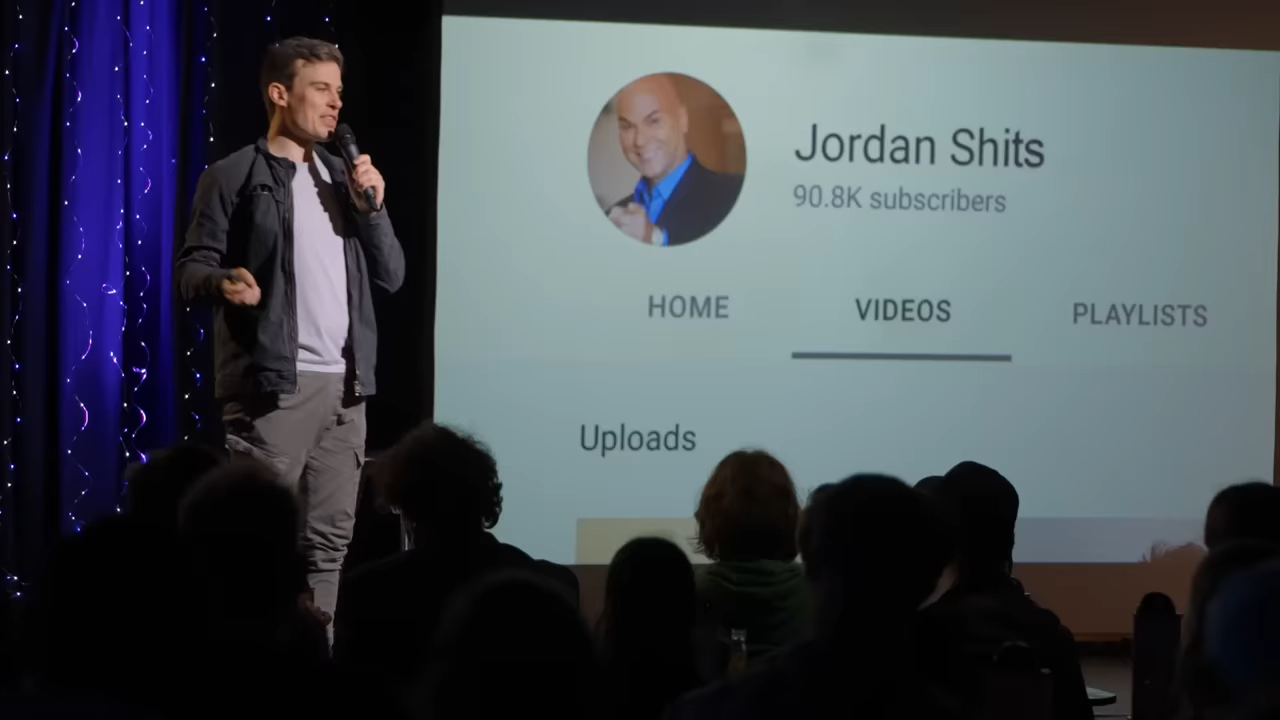 Jordan Shits
90.8K subscribers
HOME
VIDEOS
PLAYLISTS
Uploads